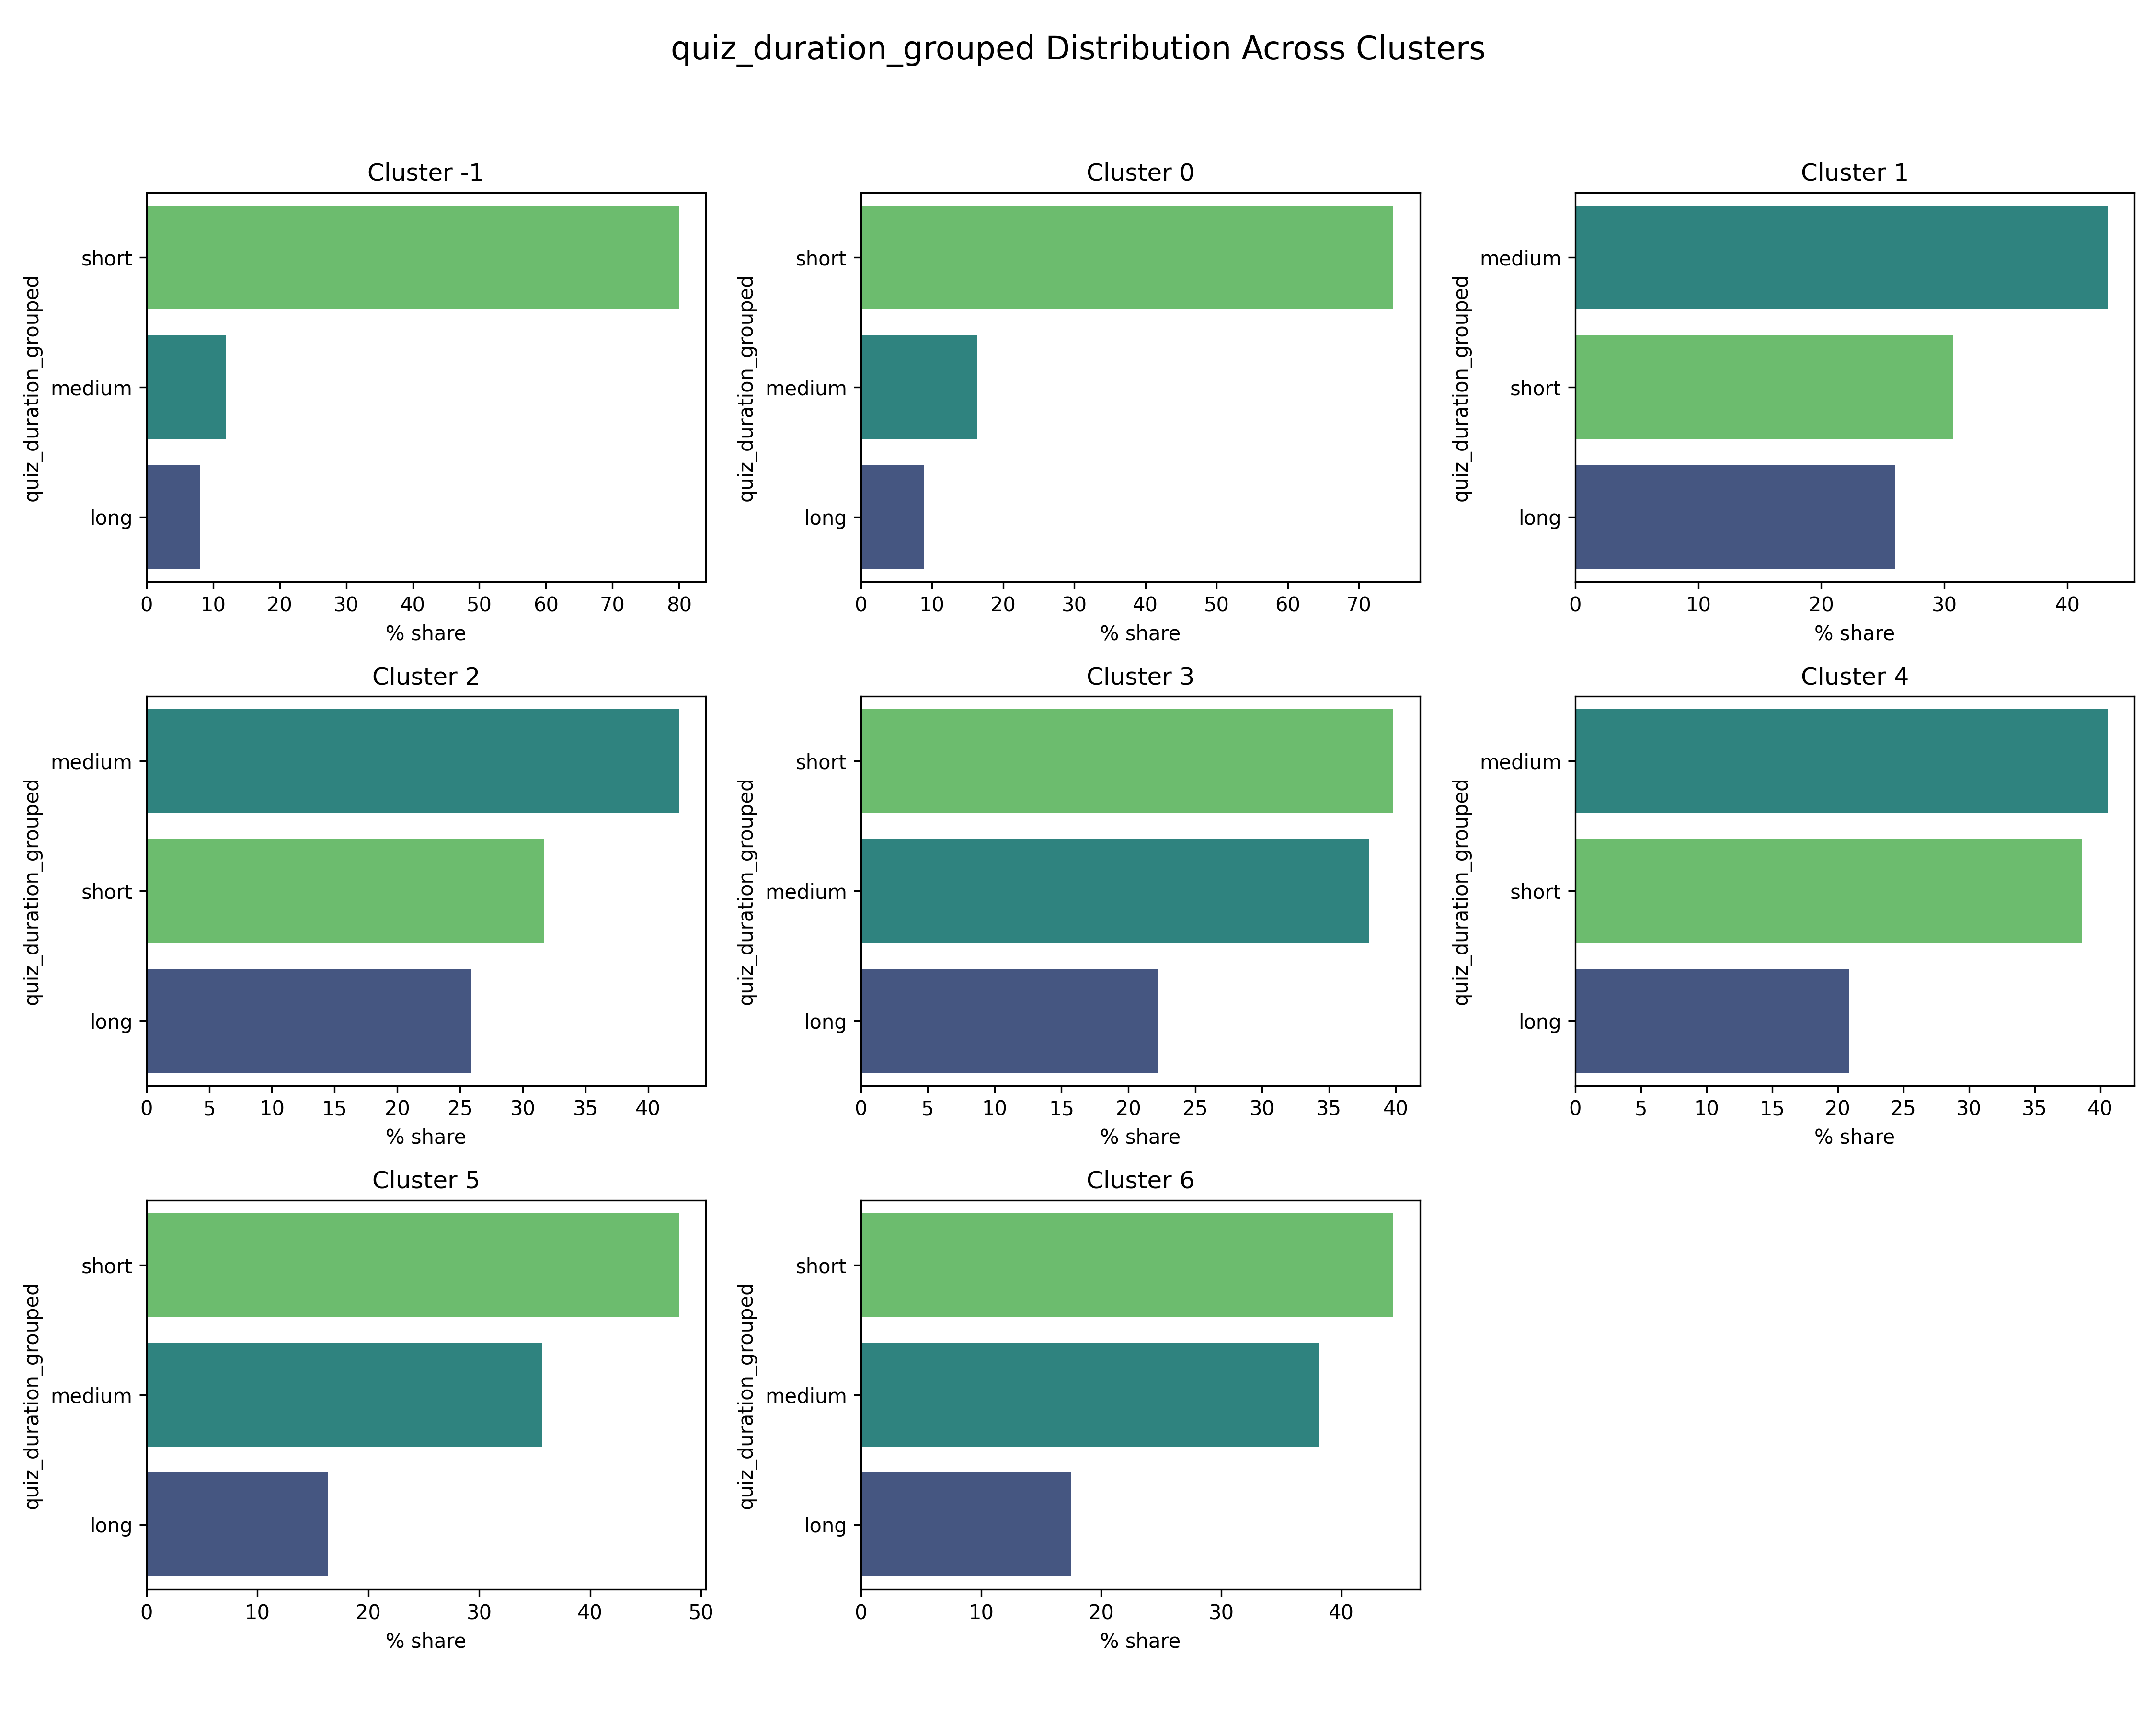 quiz_duration_grouped Distribution Across Clusters
Cluster -1
quiz_duration_grouped
short
medium
long
0 10 20 30 40 50 60 70 80
% share
Cluster 0
quiz_duration_grouped
short
medium
long
0 10 20 30 40 50 60 70
% share
Cluster 1
quiz_duration_grouped
medium
short
long
0 10 20 30 40
% share
Cluster 2
quiz_duration_grouped
medium
short
long
0 5 10 15 20 25 30 35 40
% share
Cluster 3
quiz_duration_grouped
short
medium
long
0 5 10 15 20 25 30 35 40
% share
Cluster 4
quiz_duration_grouped
medium
short
long
0 5 10 15 20 25 30 35 40
% share
Cluster 5
quiz_duration_grouped
short
medium
long
0 10 20 30 40 50
% share
Cluster 6
quiz_duration_grouped
short
medium
long
0 10 20 30 40
% share